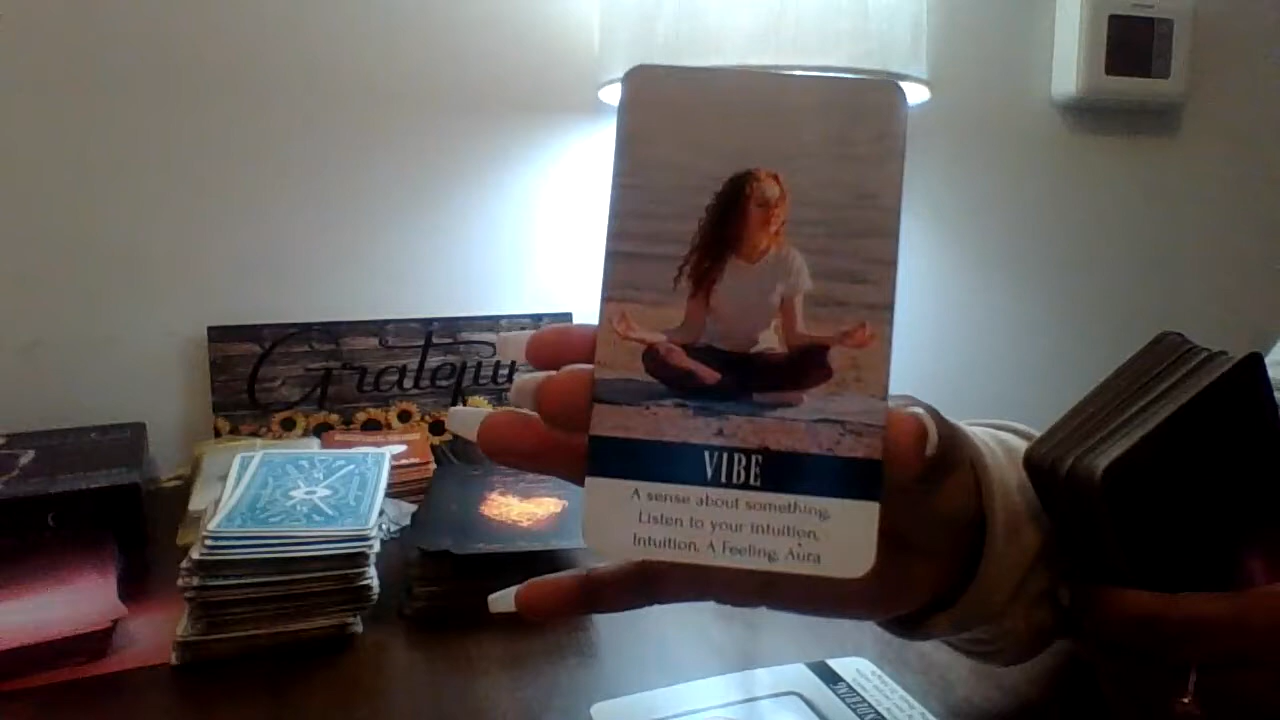 Grateful
VIBE
A sense about something,
Listen to your intuition,
Intuition, A Feeling, Aura